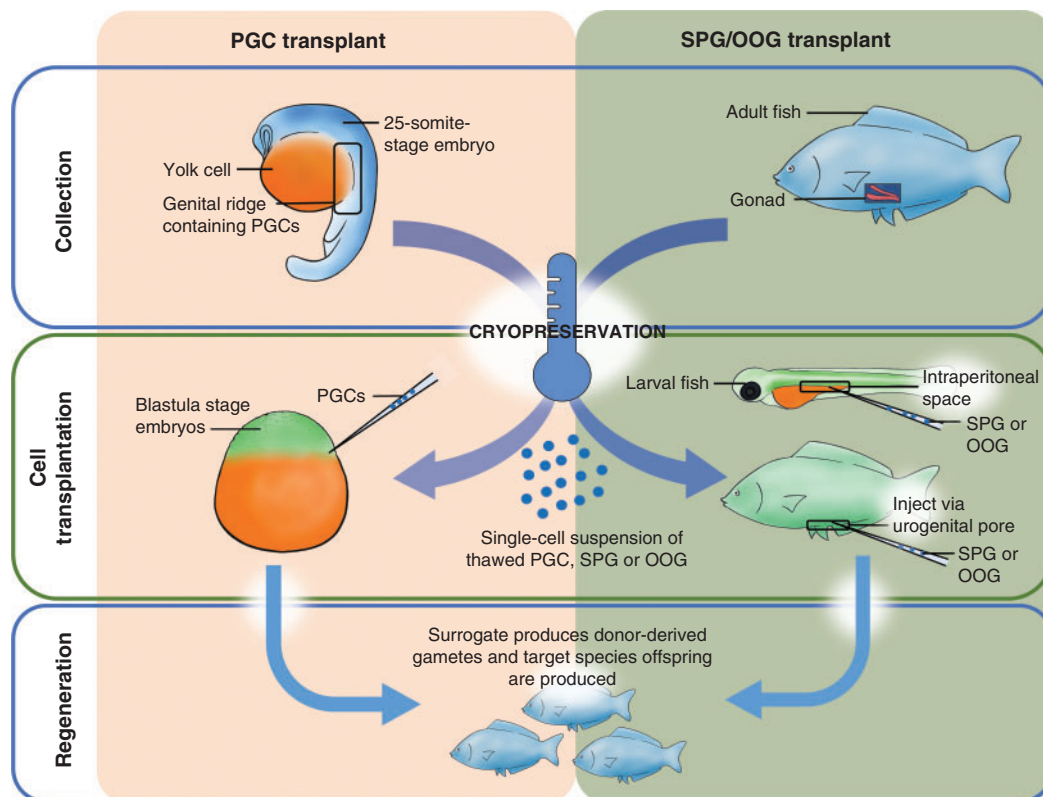 PGC transplant
SPG/OOG transplant
Collection
25-somite-
stage embryo
Yolk cell
Genital ridge
containing PGCs
Adult fish
Gonad
CRYOPRESERVATION
Cell
transplantation
Blastula stage
embryos
PGCs
Single-cell suspension of
thawed PGC, SPG or OOG
Larval fish
Intraperitoneal
space
SPG or
OOG
Inject via
urogenital pore
SPG or
OOG
Regeneration
Surrogate produces donor-derived
gametes and target species offspring
are produced